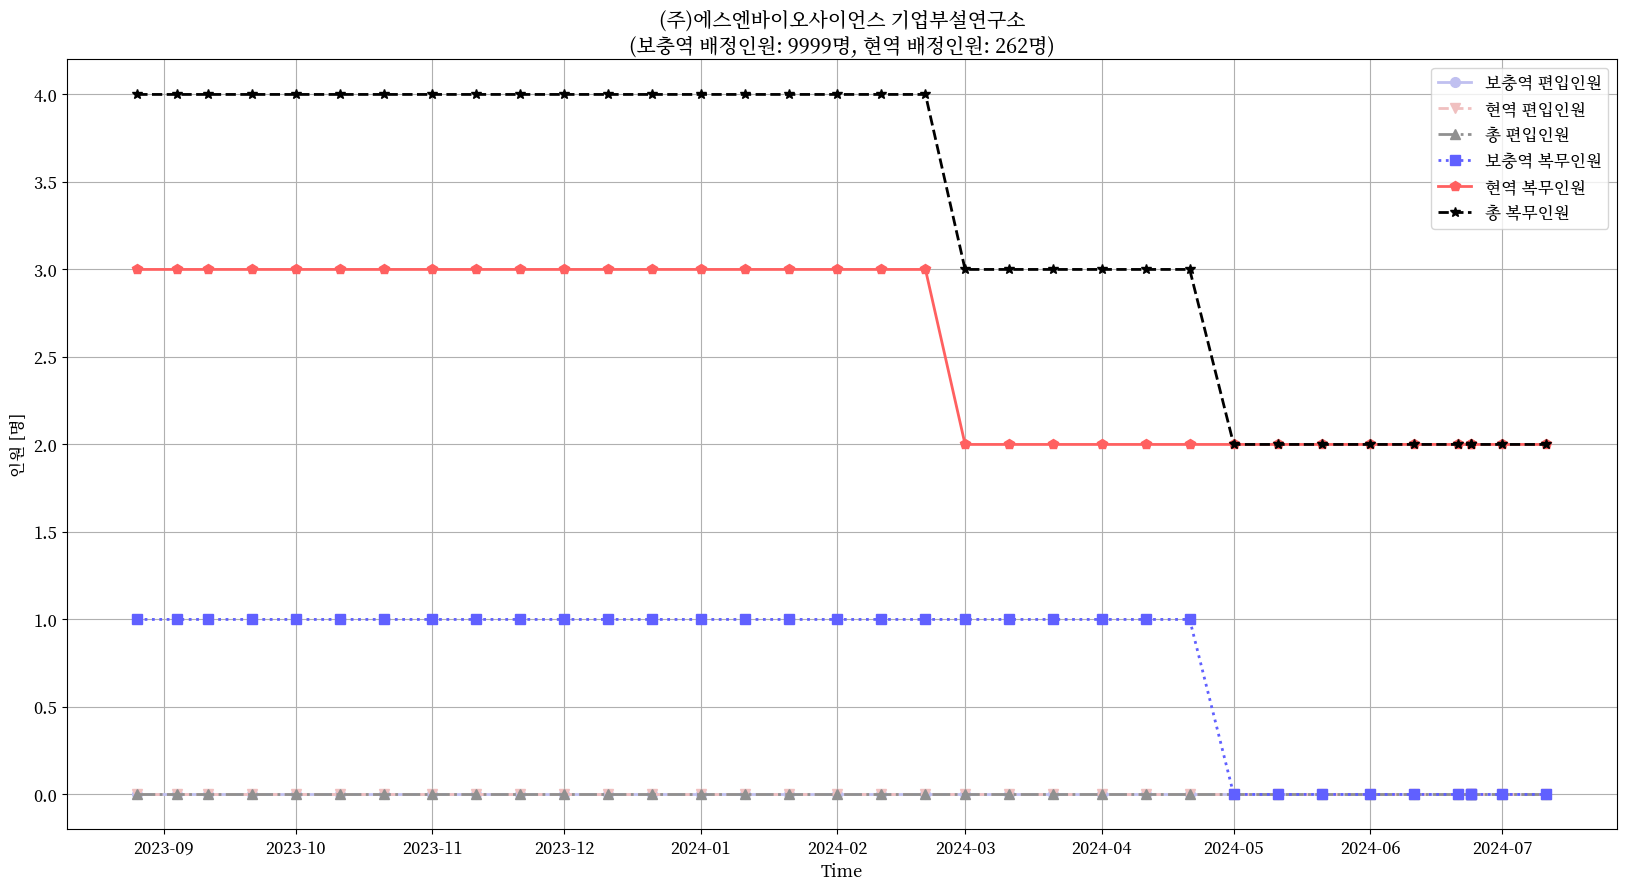 (주)에스엔바이오사이언스 기업부설연구소
(보충역 배정인원: 9999명, 현역 배정인원: 262명)
보충역 편입인원
현역 편입인원
총 편입인원
보충역 복무인원
현역 복무인원
총 복무인원
인원 [명]
4.0
3.5
3.0
2.5
2.0
1.5
1.0
0.5
0.0
2023-09 2023-10 2023-11 2023-12 2024-01 2024-02 2024-03 2024-04 2024-05 2024-06 2024-07
Time